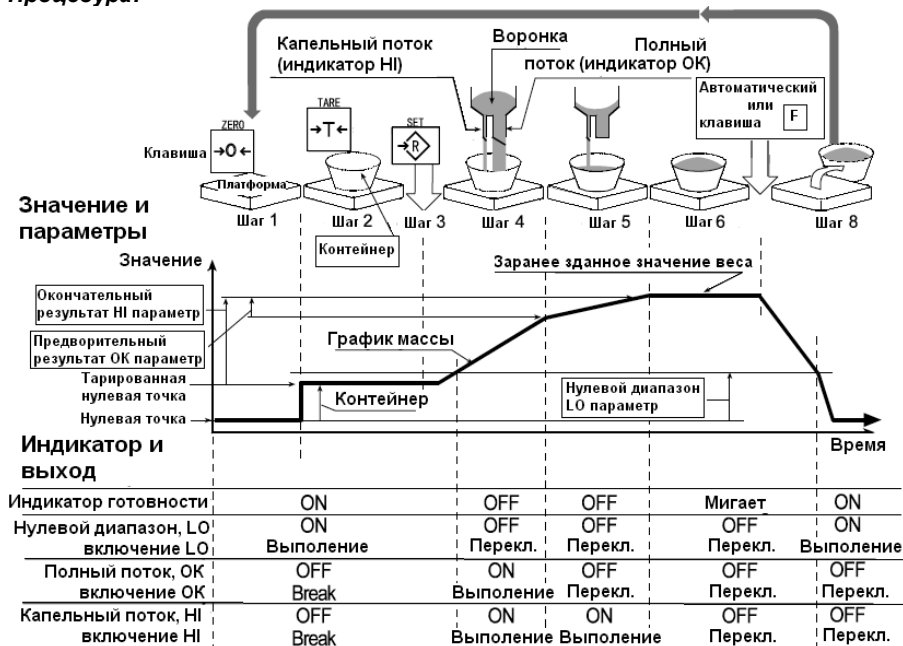 Процедура:
Капельный поток
(индикатор HI)
Воронка
Полный
поток (индикатор OK)
Автоматический
или
клавиша F
ZERO
→0←
TARE
→T←
SET
R
Клавиша
Платформа
Шаг 1
Шаг 2
Шаг 3
Шаг 4
Шаг 5
Шаг 6
Шаг 8
Контейнер
Значение и
параметры
Значение
Заранее зданное значение веса
Окончательный
результат HI параметр
Предворительный
результат OK параметр
График массы
Тарированная
нулевая точка
Контейнер
Нулевой диапазон
LO параметр
Нулевая точка
Время
Индикатор и
выход
Индикатор готовности ON OFF OFF Мигает ON
Нулевой диапазон, LO ON OFF OFF OFF ON
включение LO Выполение Перекл. Перекл. Перекл. Выполение
Полный поток, OK OFF ON OFF OFF OFF
включение OK Break Выполение Перекл. Перекл. Перекл.
Капельный поток, HI OFF ON ON OFF OFF
включение HI Break Выполение Выполение Перекл. Перекл.